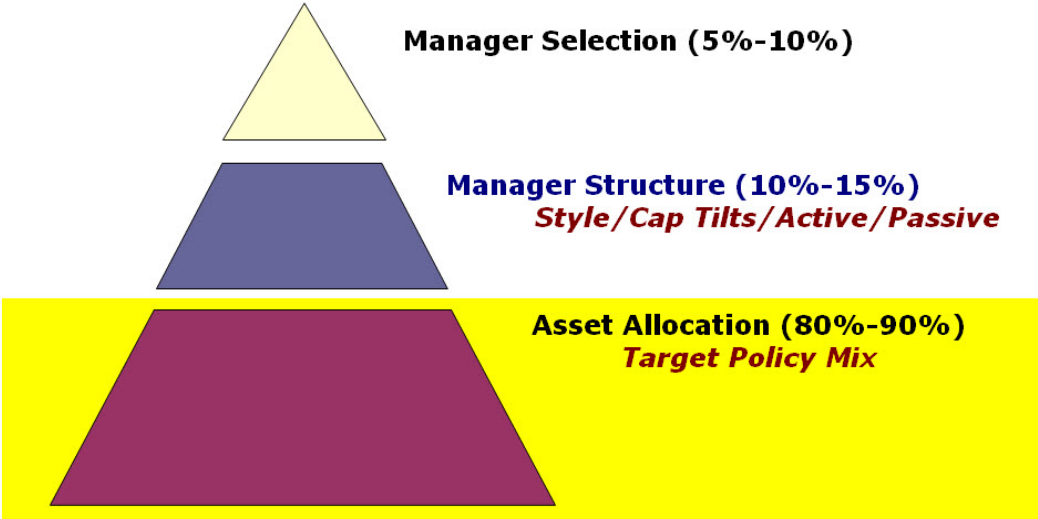 Manager Selection (5%-10%)
Manager Structure (10%-15%)
Style/Cap Tilts/Active/Passive
Asset Allocation (80%-90%)
Target Policy Mix